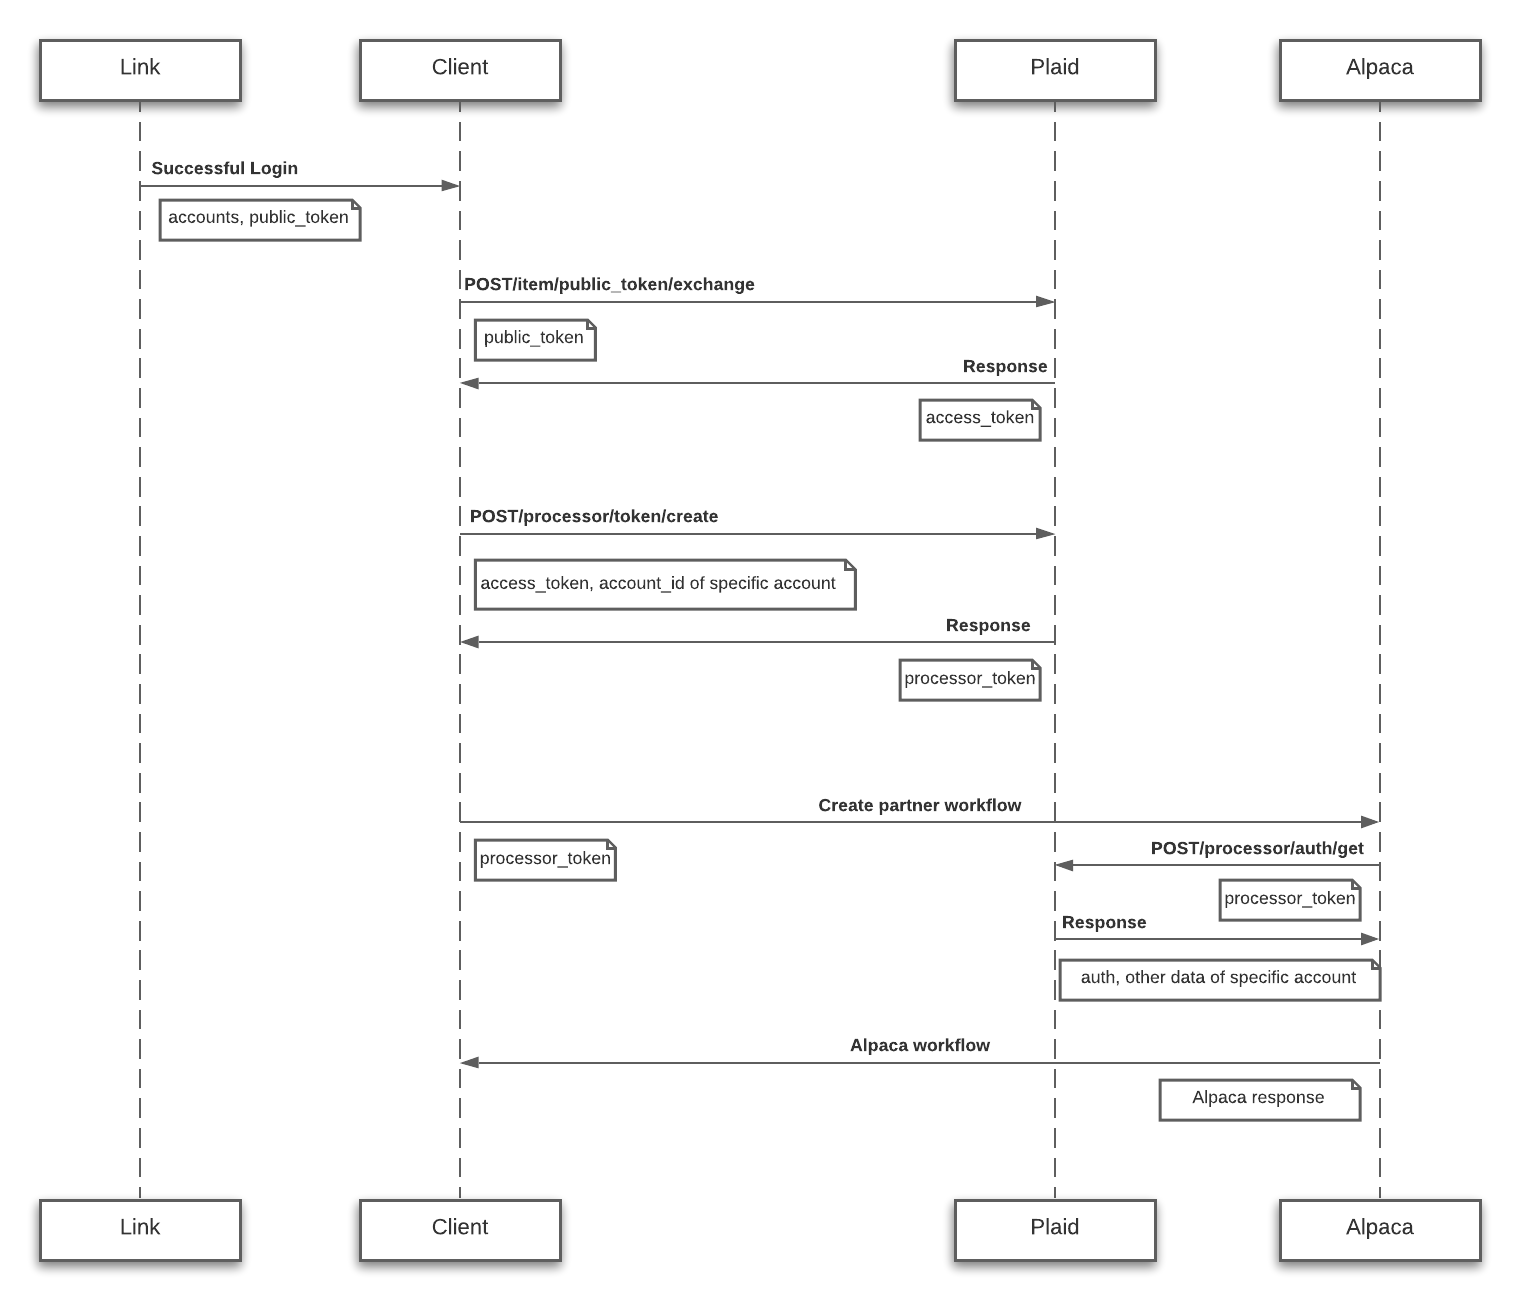 Link
Client
Plaid
Alpaca
Successful Login
accounts, public_token
POST/item/public_token/exchange
public_token
Response
access_token
POST/processor/token/create
access_token, account_id of specific account
Response
processor_token
Create partner workflow
processor_token
POST/processor/auth/get
processor_token
Response
auth, other data of specific account
Alpaca workflow
Alpaca response
Link
Client
Plaid
Alpaca